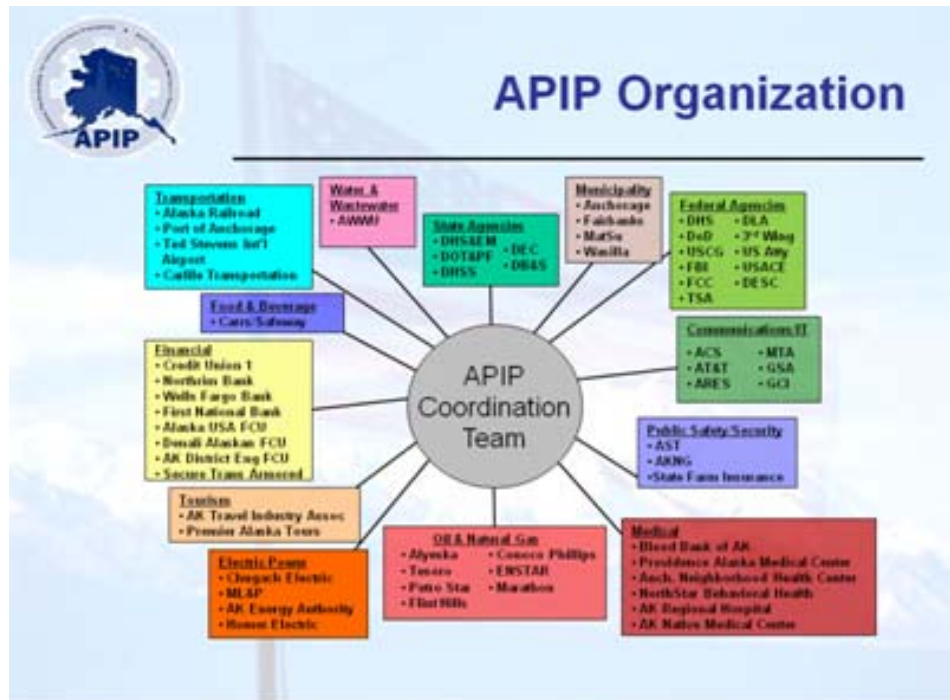 APIP
APIP Organization
Transportation
• Alaska Railroad
• Port of Anchorage
• Ted Stevens Int'l
Airport
• Carlile Transportation
Water &
Wastewater
• AWWU
State Agencies
• DHS&EM
• DOT&PF
• DHSS
• DEC
• DB&S
Municipality
• Anchorage
• Fairbanks
• MatSu
• Wasilla
Federal Agencies
• DHS
• DoD
• USCG
• FBI
• FCC
• TSA
• DLA
• 3rd Wing
• US Atty
• USACE
• DESC
Food & Beverage
• Carrs/Safeway
Communications/IT
• ACS
• AT&T
• ARES
• MTA
• GSA
• GCI
Financial
• Credit Union 1
• Northrim Bank
• Wells Fargo Bank
• First National Bank
• Alaska USA FCU
• Denali Alaskan FCU
• AK District Eng FCU
• Secure Trans Armored
APIP
Coordination
Team
Public Safety/Security
• AST
• AKNG
•State Farm Insurance
Tourism
• AK Travel Industry Assoc
• Premier Alaska Tours
Electric Power
• Chugach Electric
• ML&P
• AK Energy Authority
• Homer Electric
Oil & Natural Gas
• Alyeska
• Tesoro
• Petro Star
• Flint Hills
• Conoco Phillips
• ENSTAR
• Marathon
Medical
• Blood Bank of AK
• Providence Alaska Medical Center
• Anch. Neighborhood Health Center
• NorthStar Behavioral Health
• AK Regional Hospital
• AK Native Medical Center